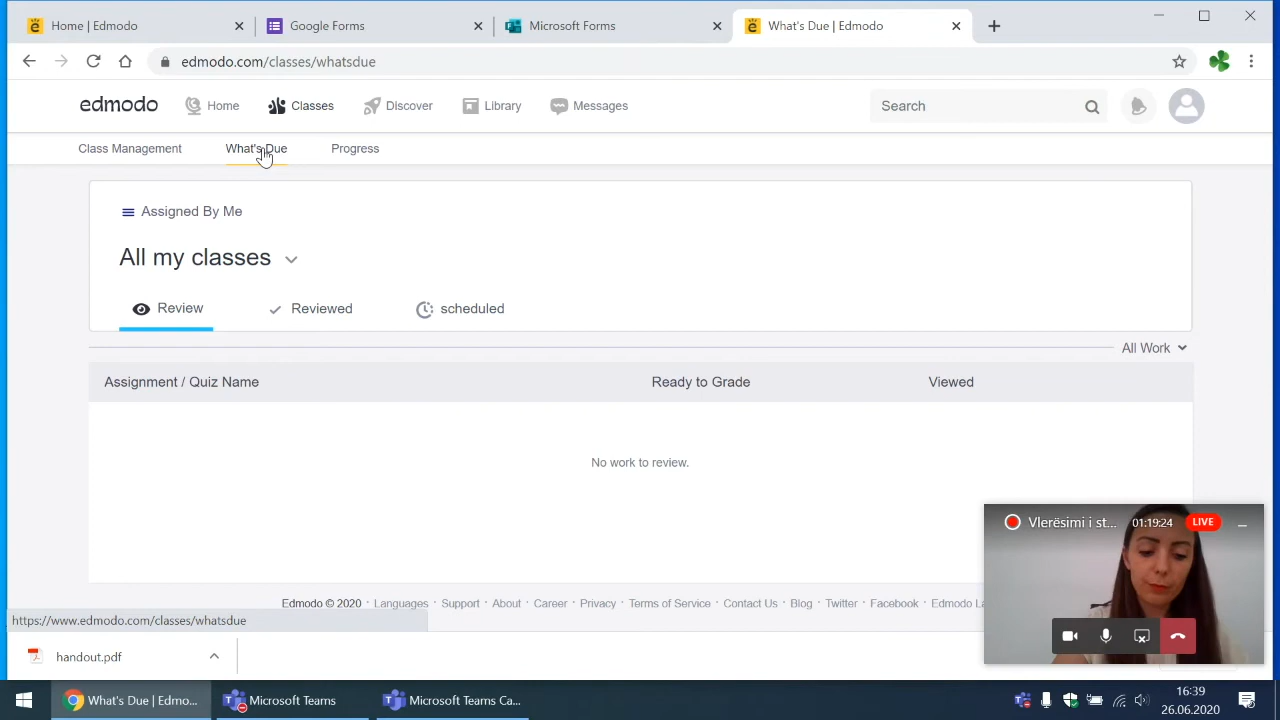 Home | Edmodo
Google Forms
Microsoft Forms
What's Due | Edmodo
edmodo.com/classes/whatsdue
edmodo
Home
Classes
Discover
Library
Messages
Search
Class Management
What's Due
Progress
Assigned By Me
All my classes
Review
Reviewed
scheduled
All Work
Assignment / Quiz Name
Ready to Grade
Viewed
No work to review.
Vlerësimi i st...
01:19:24
LIVE
Edmodo © 2020 · Languages · Support · About · Career · Privacy · Terms of Service · Contact Us · Blog · Twitter · Facebook · Edmodo
https://www.edmodo.com/classes/whatsdue
handout.pdf
What's Due | Edmo...
Microsoft Teams
Microsoft Teams Ca...
16:39
26.06.2020